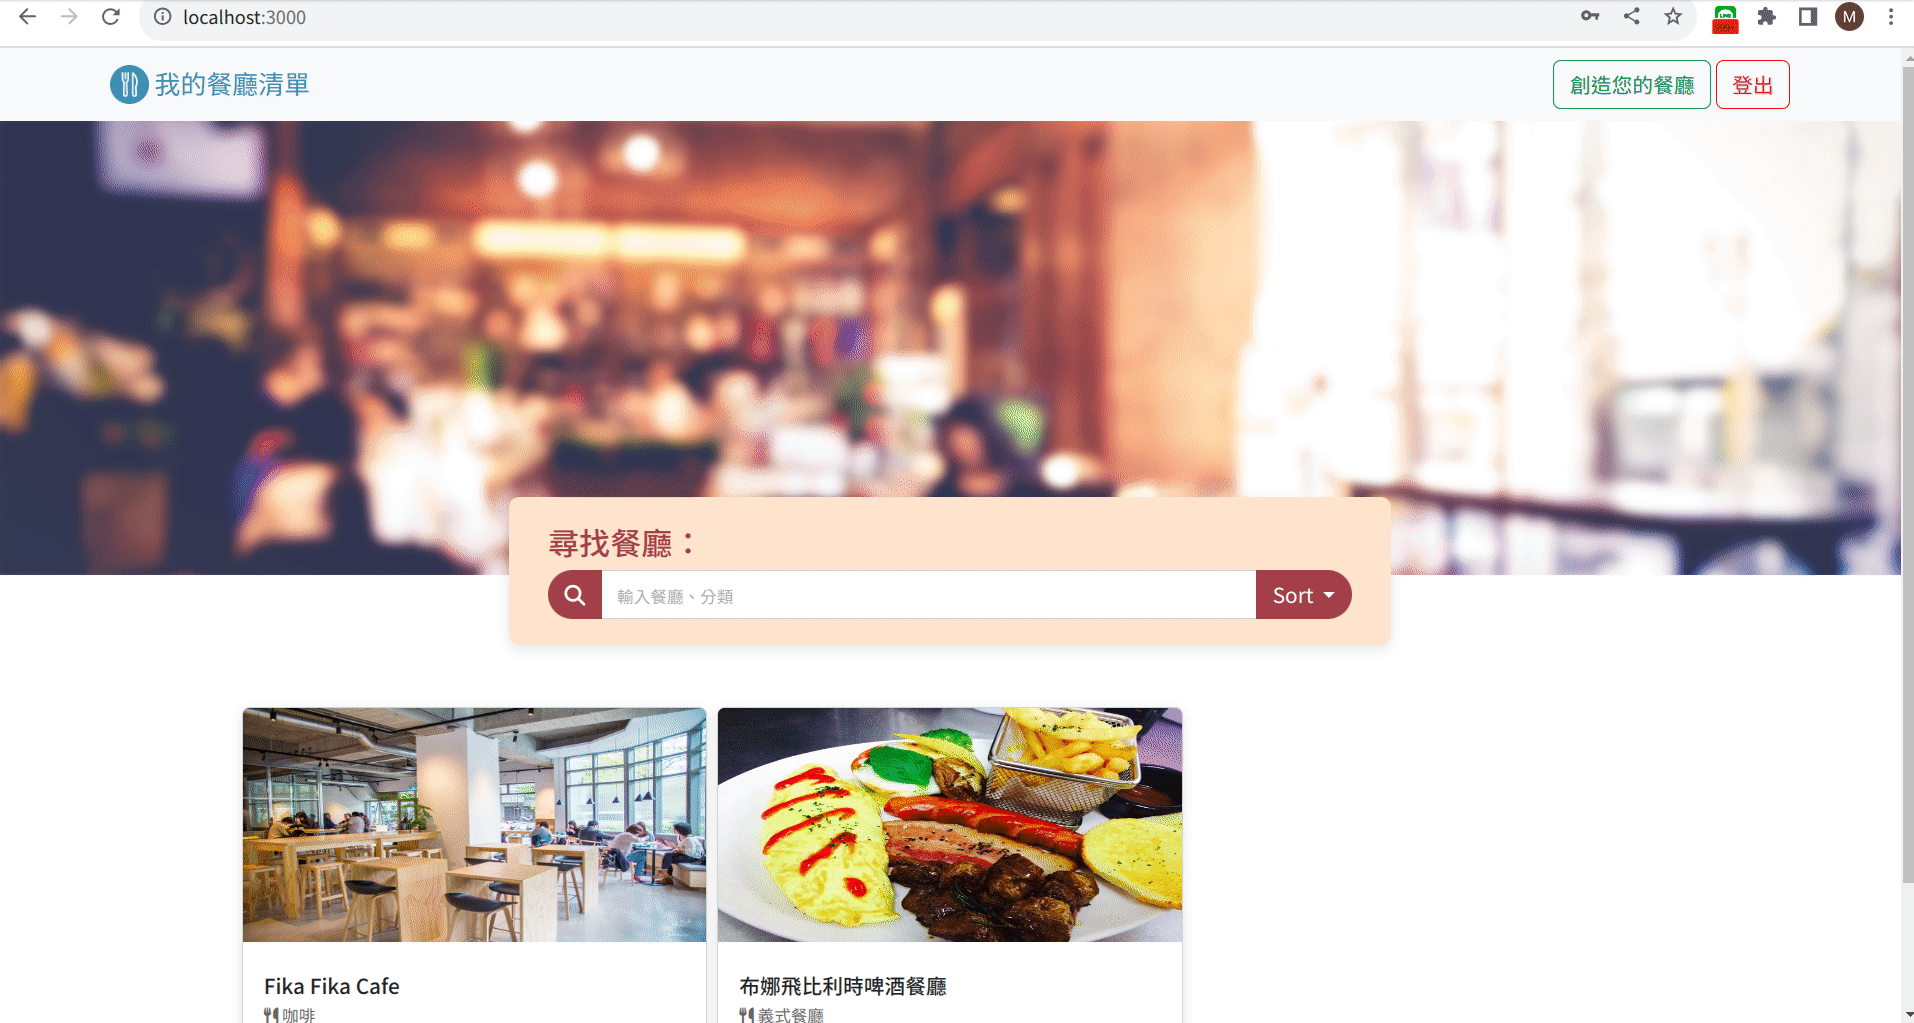 localhost:3000
M
我的餐廳清單
創造您的餐廳
登出
尋找餐廳：
輸入餐廳、分類
Sort
Fika Fika Cafe
布娜飛比利時啤酒餐廳
咖啡
義式餐廳